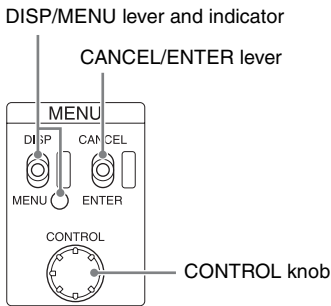 DISP/MENU lever and indicator
CANCEL/ENTER lever
MENU
DISP CANCEL
MENU ENTER
CONTROL
CONTROL knob